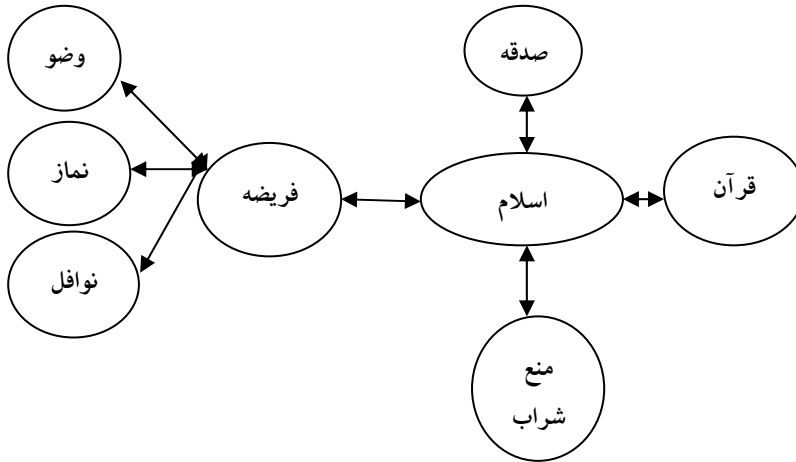 صدقه
وضو
قرآن
اسلام
فریضه
نماز
نوافل
منع
شراب